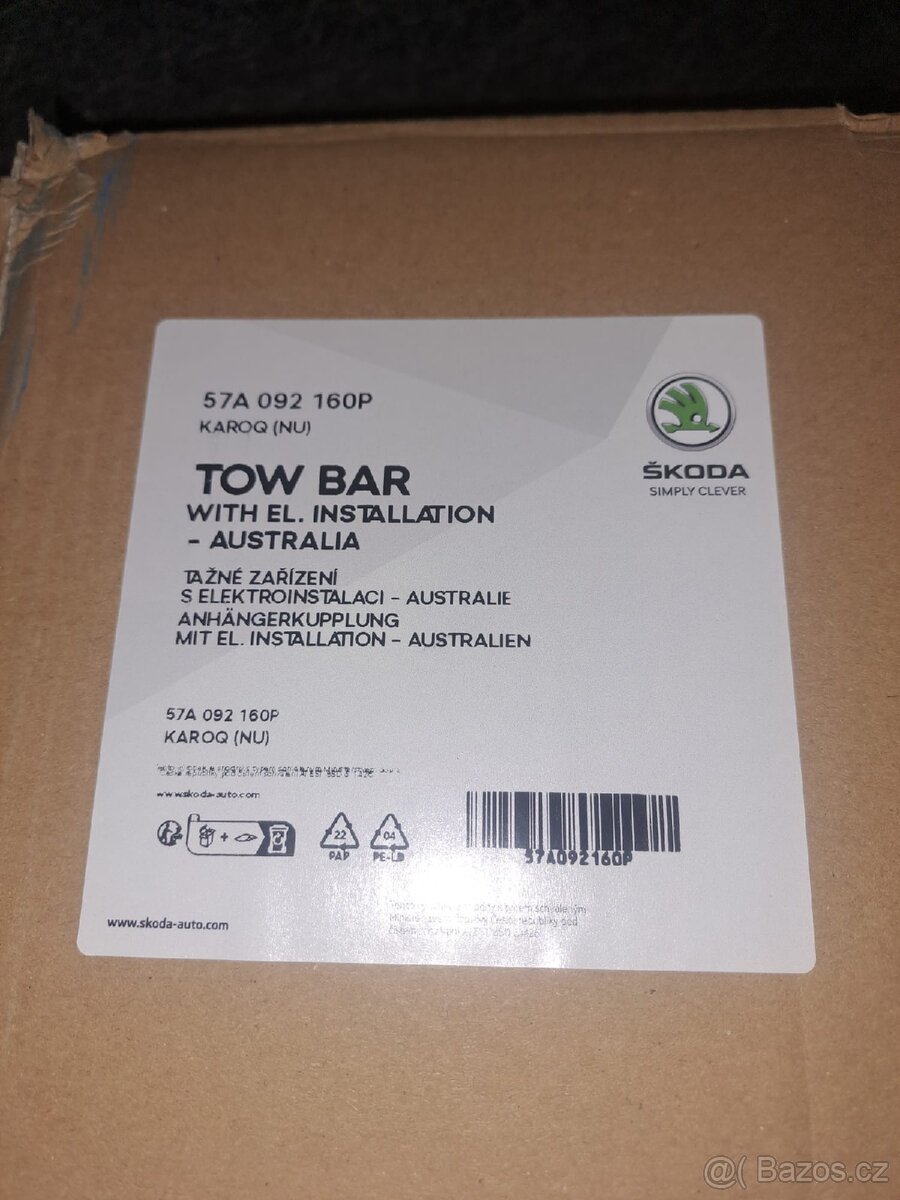 57A 092 160P
KAROQ (NU)
ŠKODA
SIMPLY CLEVER
TOW BAR
WITH EL. INSTALLATION
- AUSTRALIA
TAŽNÉ ZAŘÍZENÍ
S ELEKTROINSTALACI - AUSTRALIE
ANHÄNGERKUPPLUNG
MIT EL. INSTALLATION - AUSTRALIEN
57A 092 160P
KAROQ (NU)
www.skoda-auto.com
+
22
PAP
04
PE-LD
57A092160P
www.skoda-auto.com
@( Bazos.cz